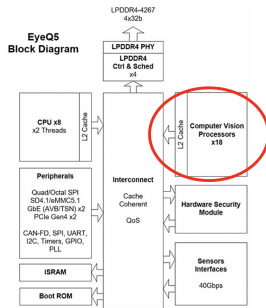 LPDDR4-4267
4x32b
EyeQ5
Block Diagram
LPDDR4 PHY
LPDDR4
Ctrl & Sched
x4
CPU x8
x2 Threads
L2 Cache
L2 Cache
Computer Vision
Processors
x18
Peripherals
Quad/Octal SPI
SD4.1/eMMC5.1
GbE (AVB/TSN) x2
PCIe Gen4 x2
CAN-FD, SPI, UART,
I2C, Timers, GPIO,
PLL
Interconnect
Cache
Coherent
QoS
Hardware Security
Module
iSRAM
Boot ROM
Sensors
Interfaces
40Gbps